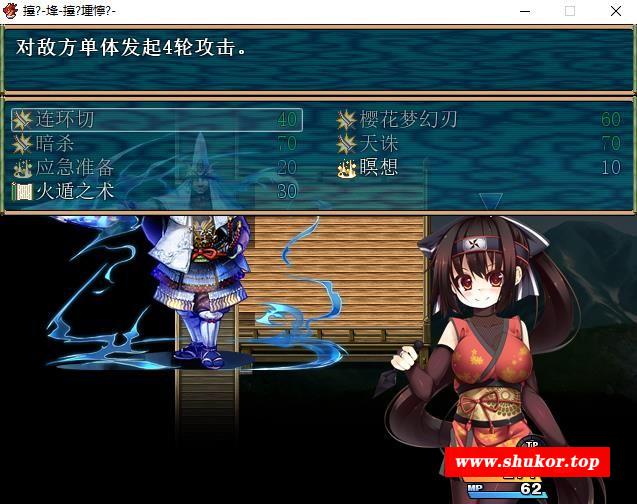 对敌方单体发起4轮攻击。
连环切 40 樱花梦幻刃 60
暗杀 70 天诛 70
应急准备 20 瞑想 10
火遁之术 30
TP
www.shukor.top
MP 62